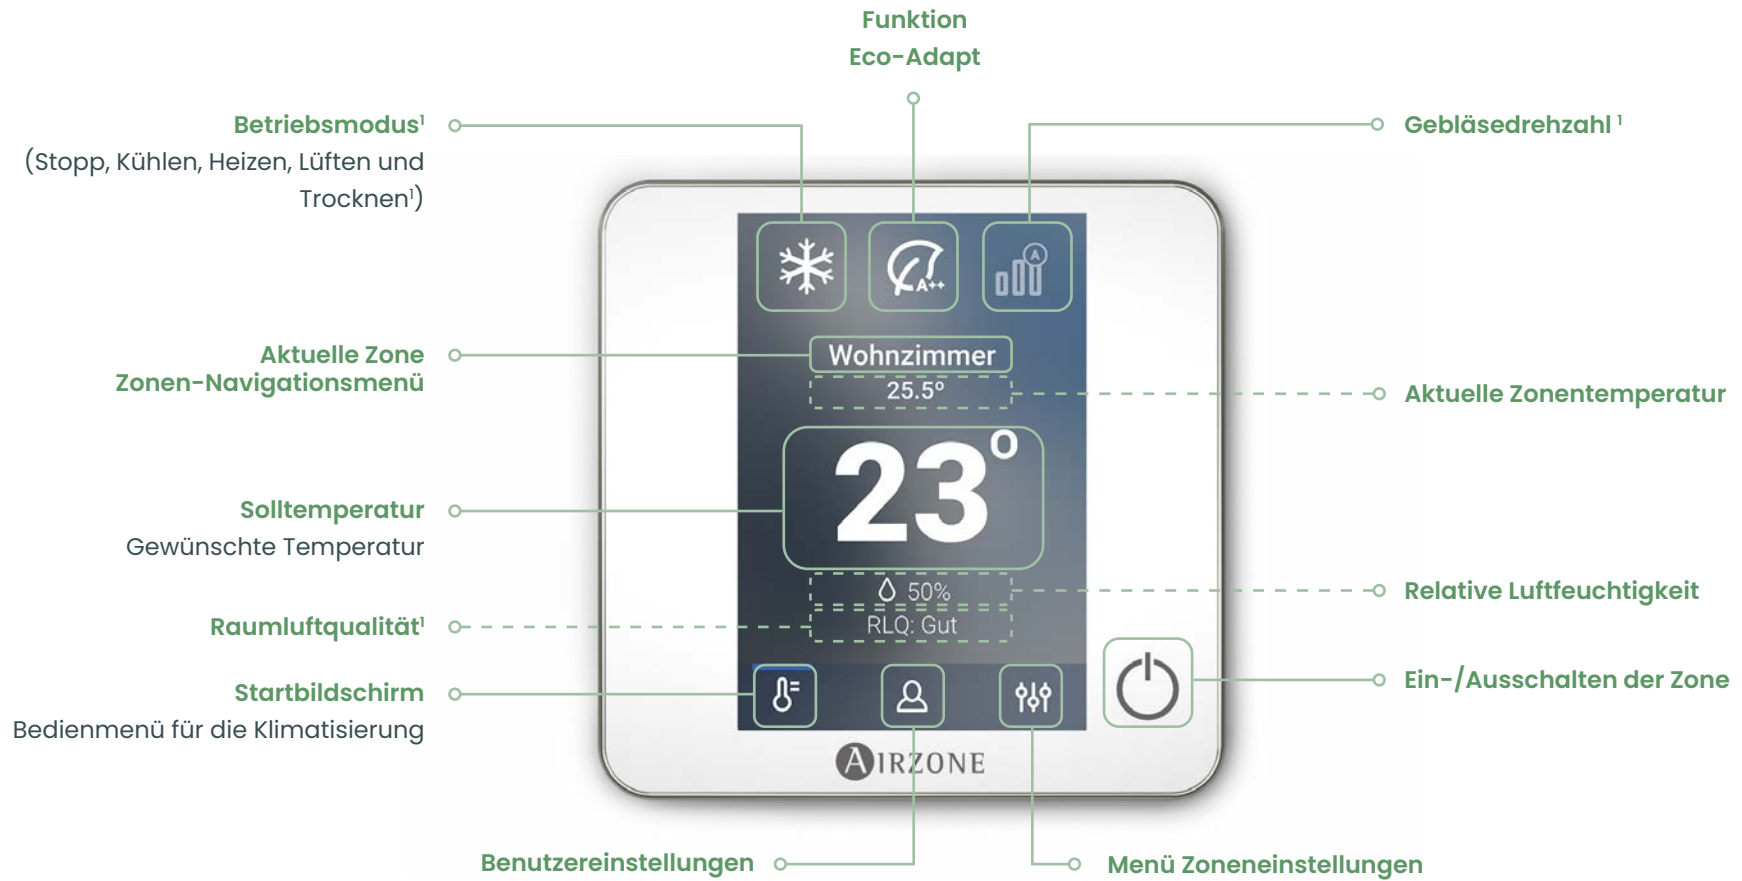 Funktion
Eco-Adapt
Betriebsmodus¹
(Stopp, Kühlen, Heizen, Lüften und
Trocknen¹)
Gebläsedrehzahl ¹
A
A++
Aktuelle Zone
Zonen-Navigationsmenü
Wohnzimmer
25.5º
Aktuelle Zonentemperatur
23º
Solltemperatur
Gewünschte Temperatur
50%
Relative Luftfeuchtigkeit
Raumluftqualität¹
RLQ: Gut
Startbildschirm
Bedienmenü für die Klimatisierung
Ein-/Ausschalten der Zone
AIRZONE
Benutzereinstellungen
Menü Zoneneinstellungen